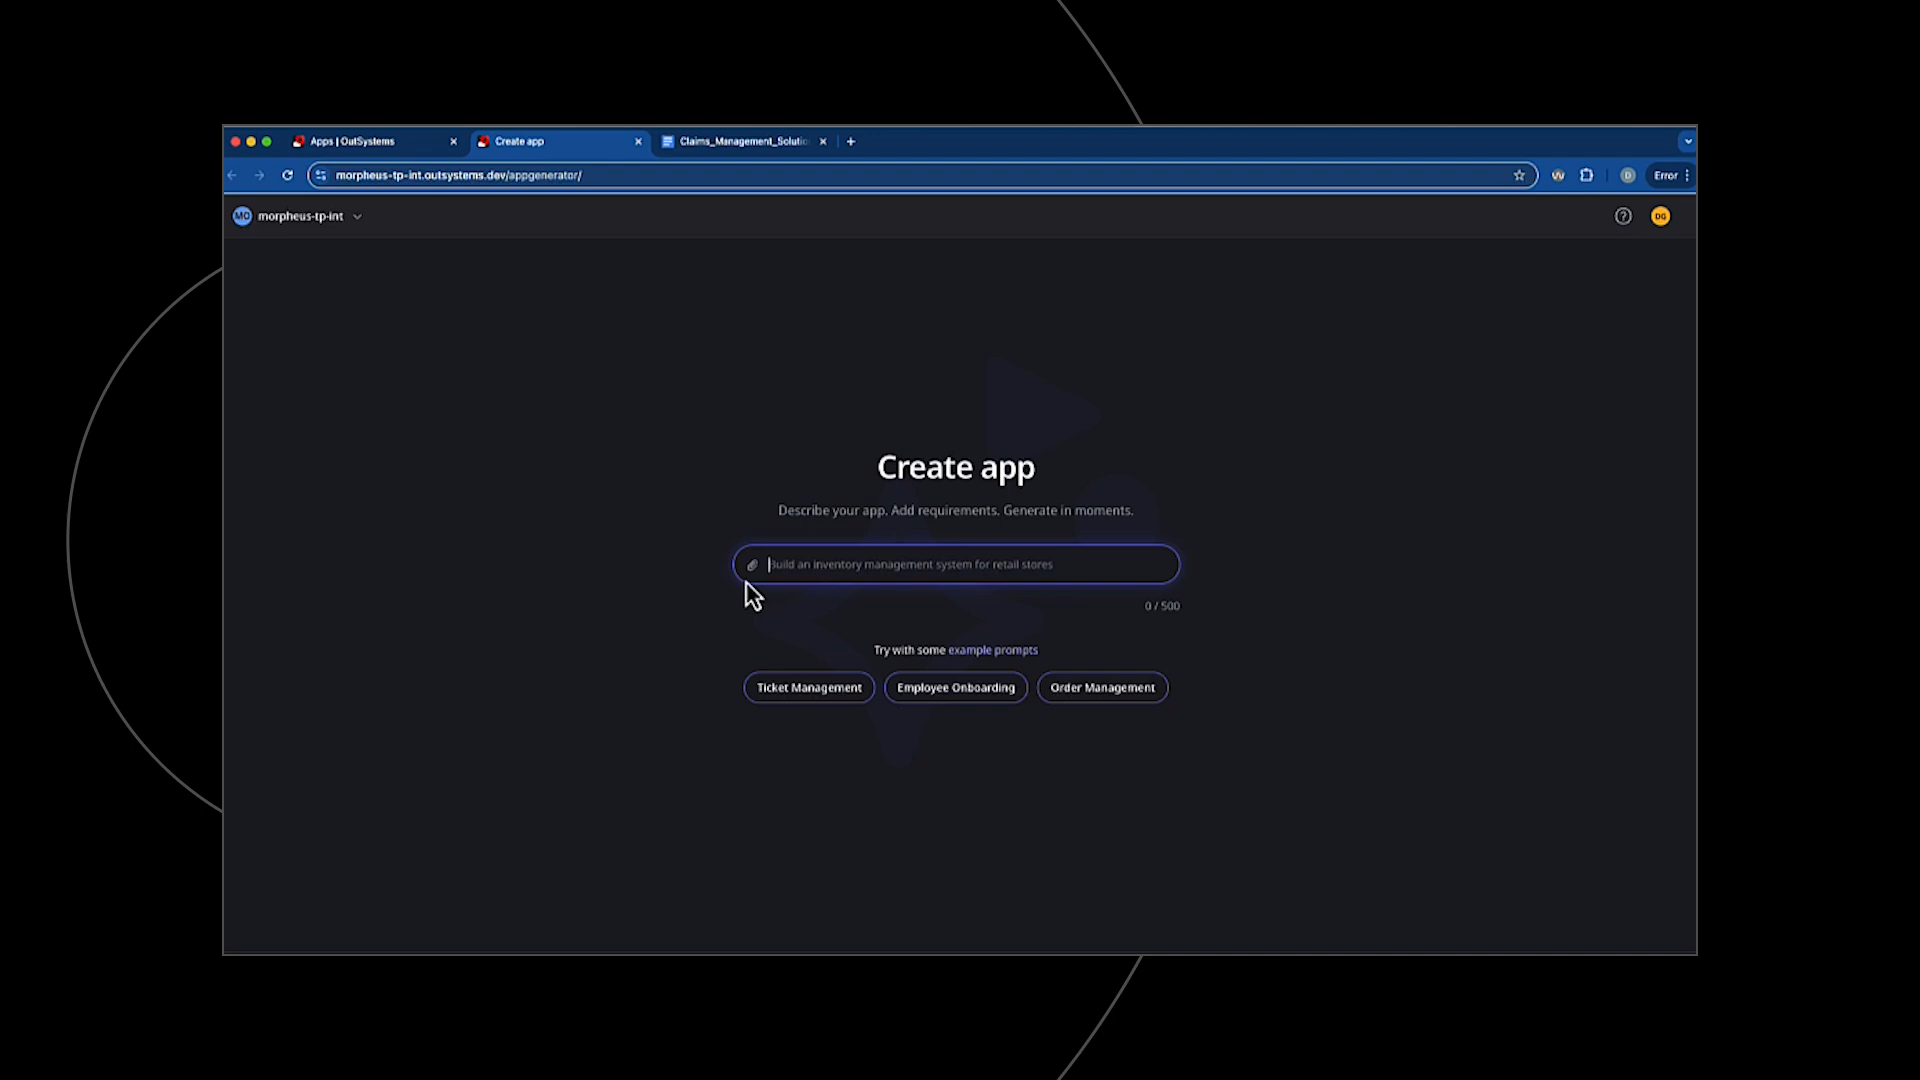 Apps | OutSystems
Create app
Claims_Management_Solutio
morpheus-tp-int.outsystems.dev/appgenerator/
D
Error
MO
morpheus-tp-int
DG
Create app
Describe your app. Add requirements. Generate in moments.
Build an inventory management system for retail stores
0 / 500
Try with some example prompts
Ticket Management
Employee Onboarding
Order Management